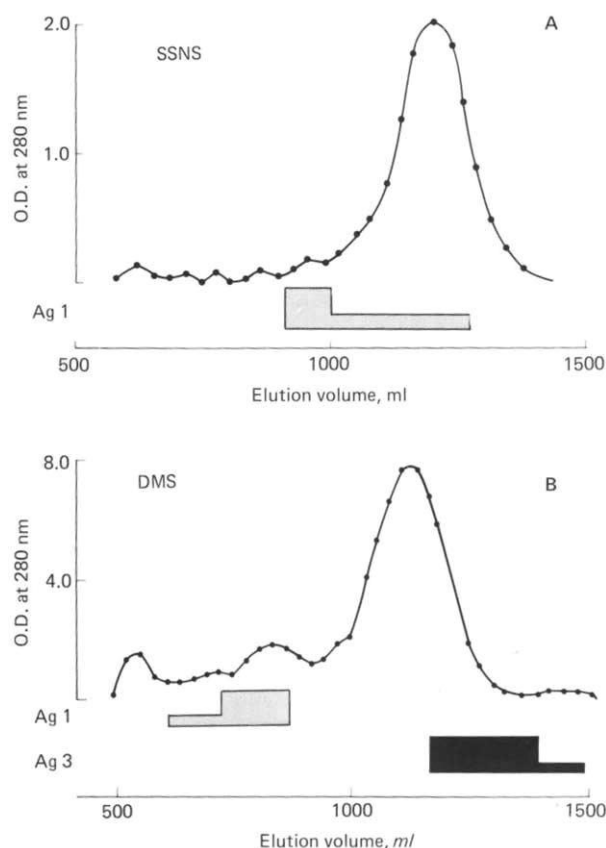 A
SSNS
2.0
1.0
O.D. at 280 nm
Ag 1
500 1000 1500
Elution volume, ml
B
DMS
8.0
4.0
O.D. at 280 nm
Ag 1
Ag 3
500 1000 1500
Elution volume, ml